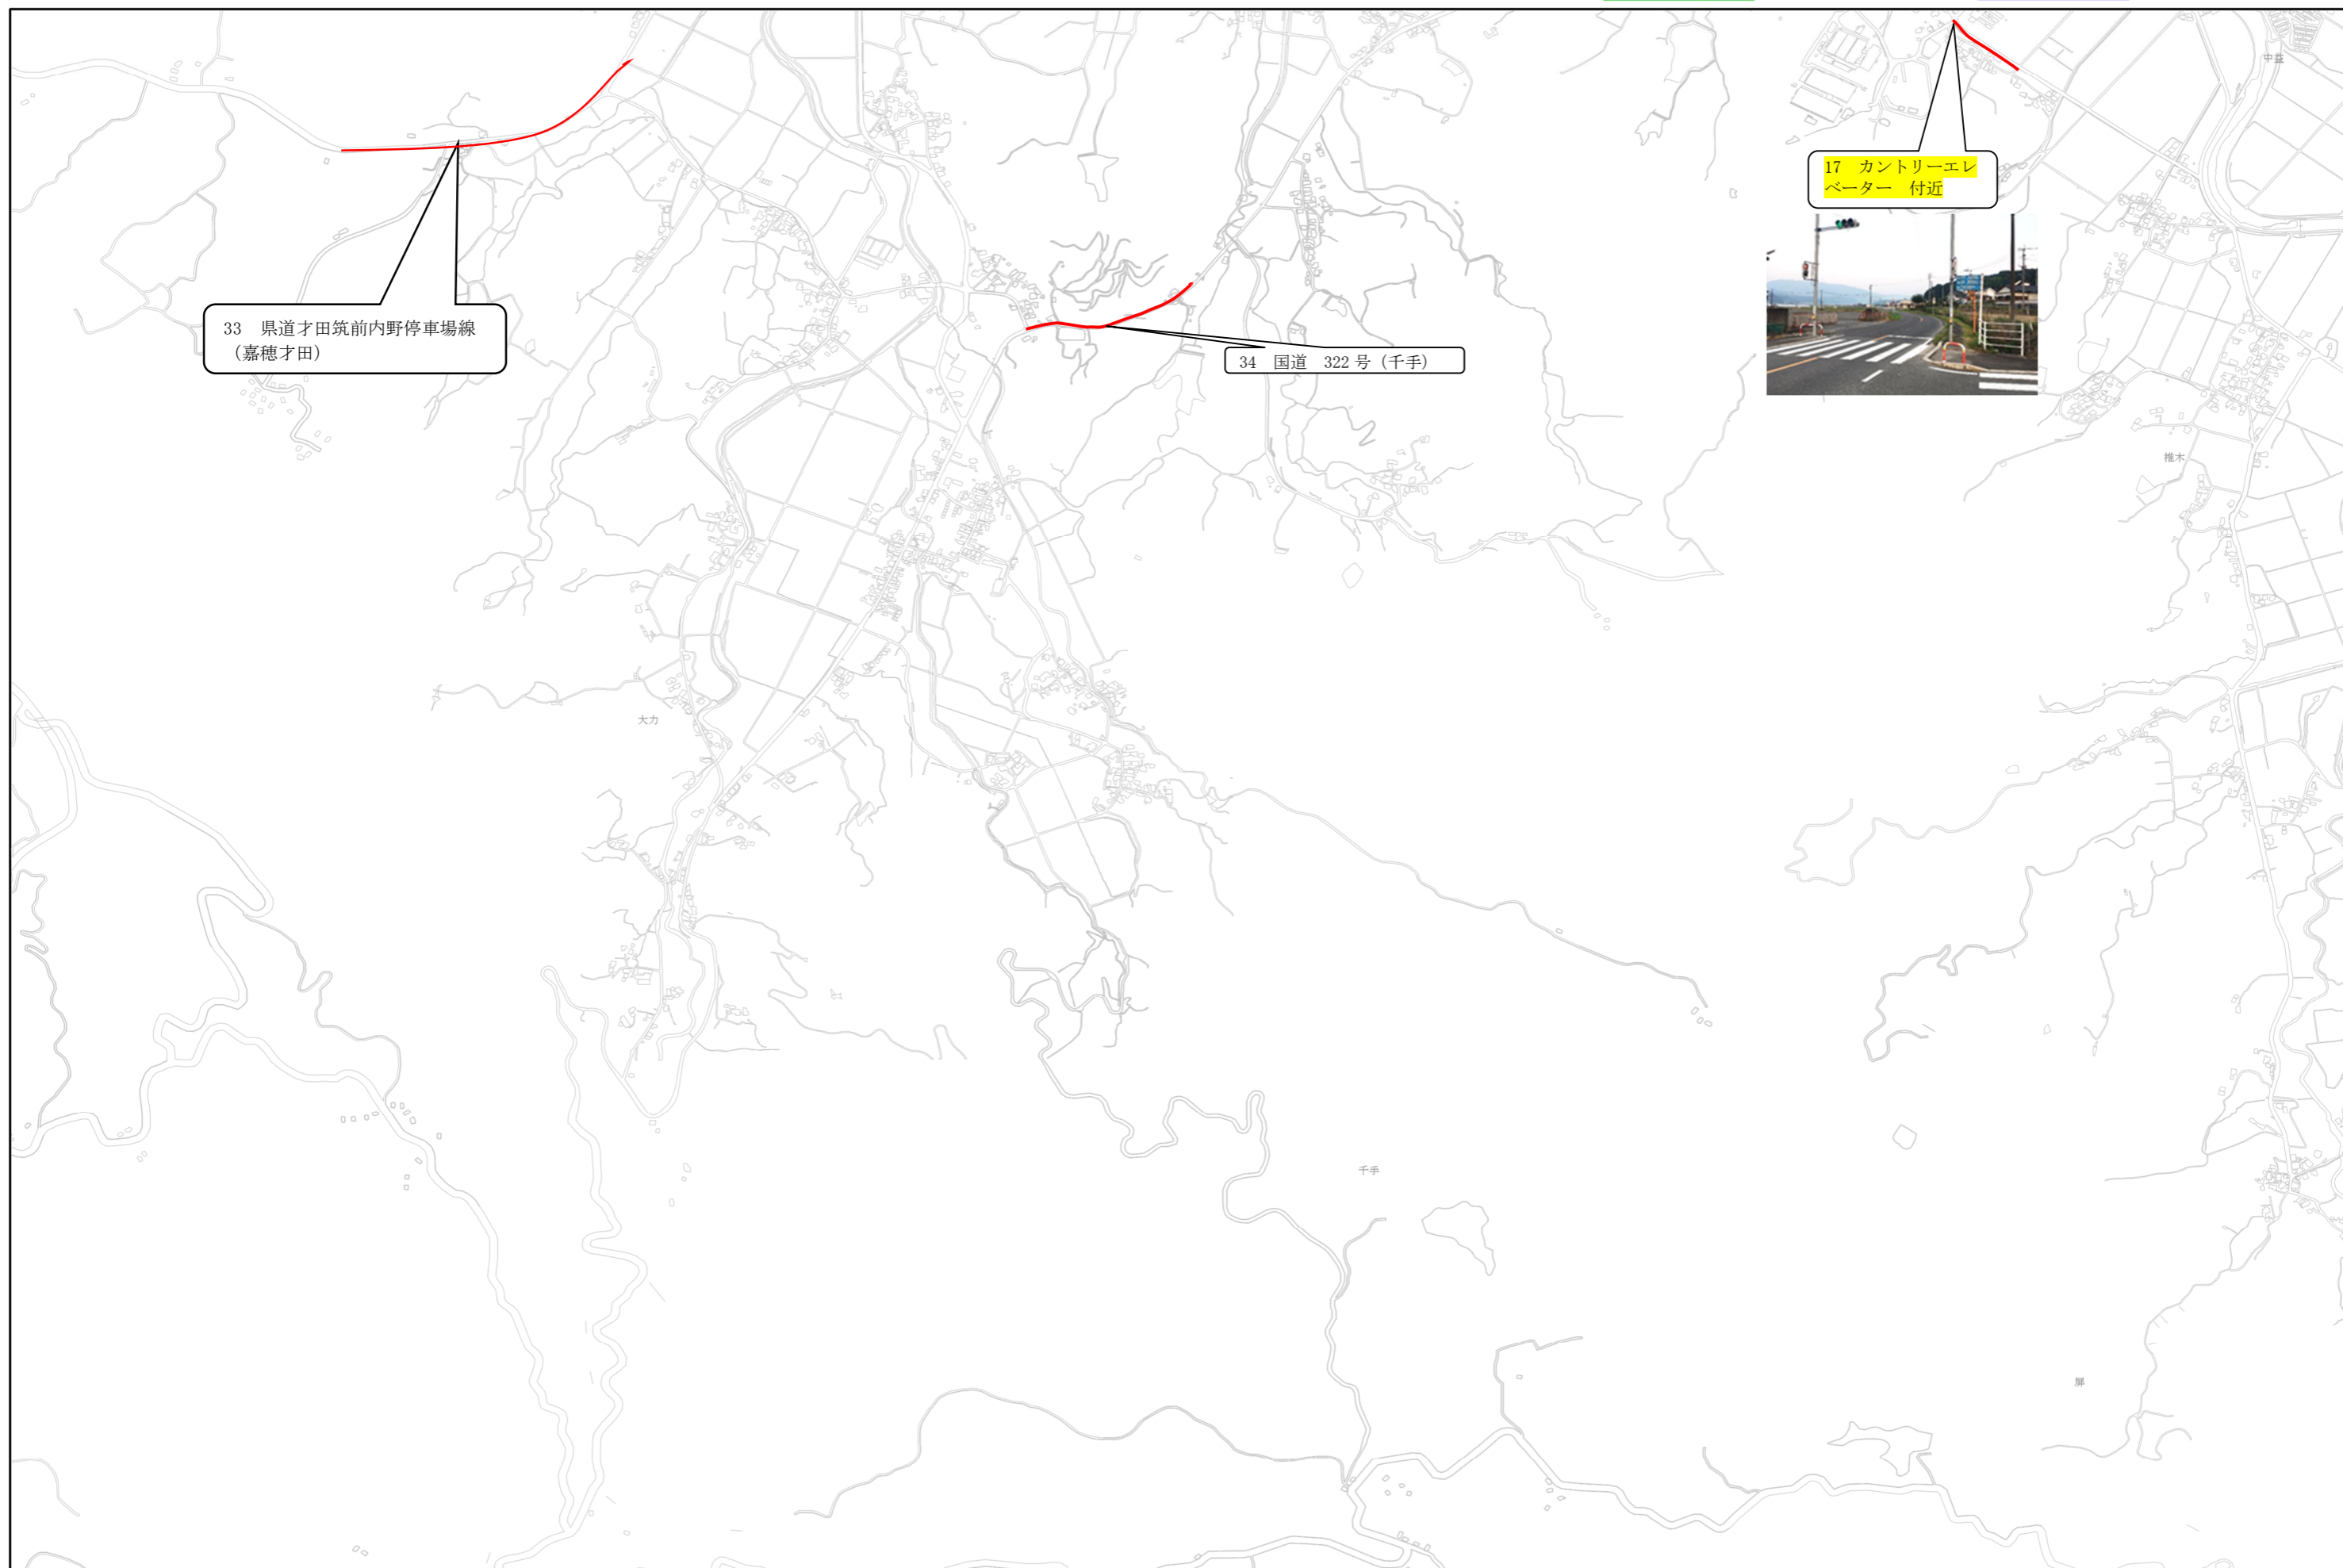 中益
17　カントリーエレ
ベーター　付近
33　県道才田筑前内野停車場線
（嘉穂才田）
34　国道　322 号（千手）
椎木
大力
千手
屏